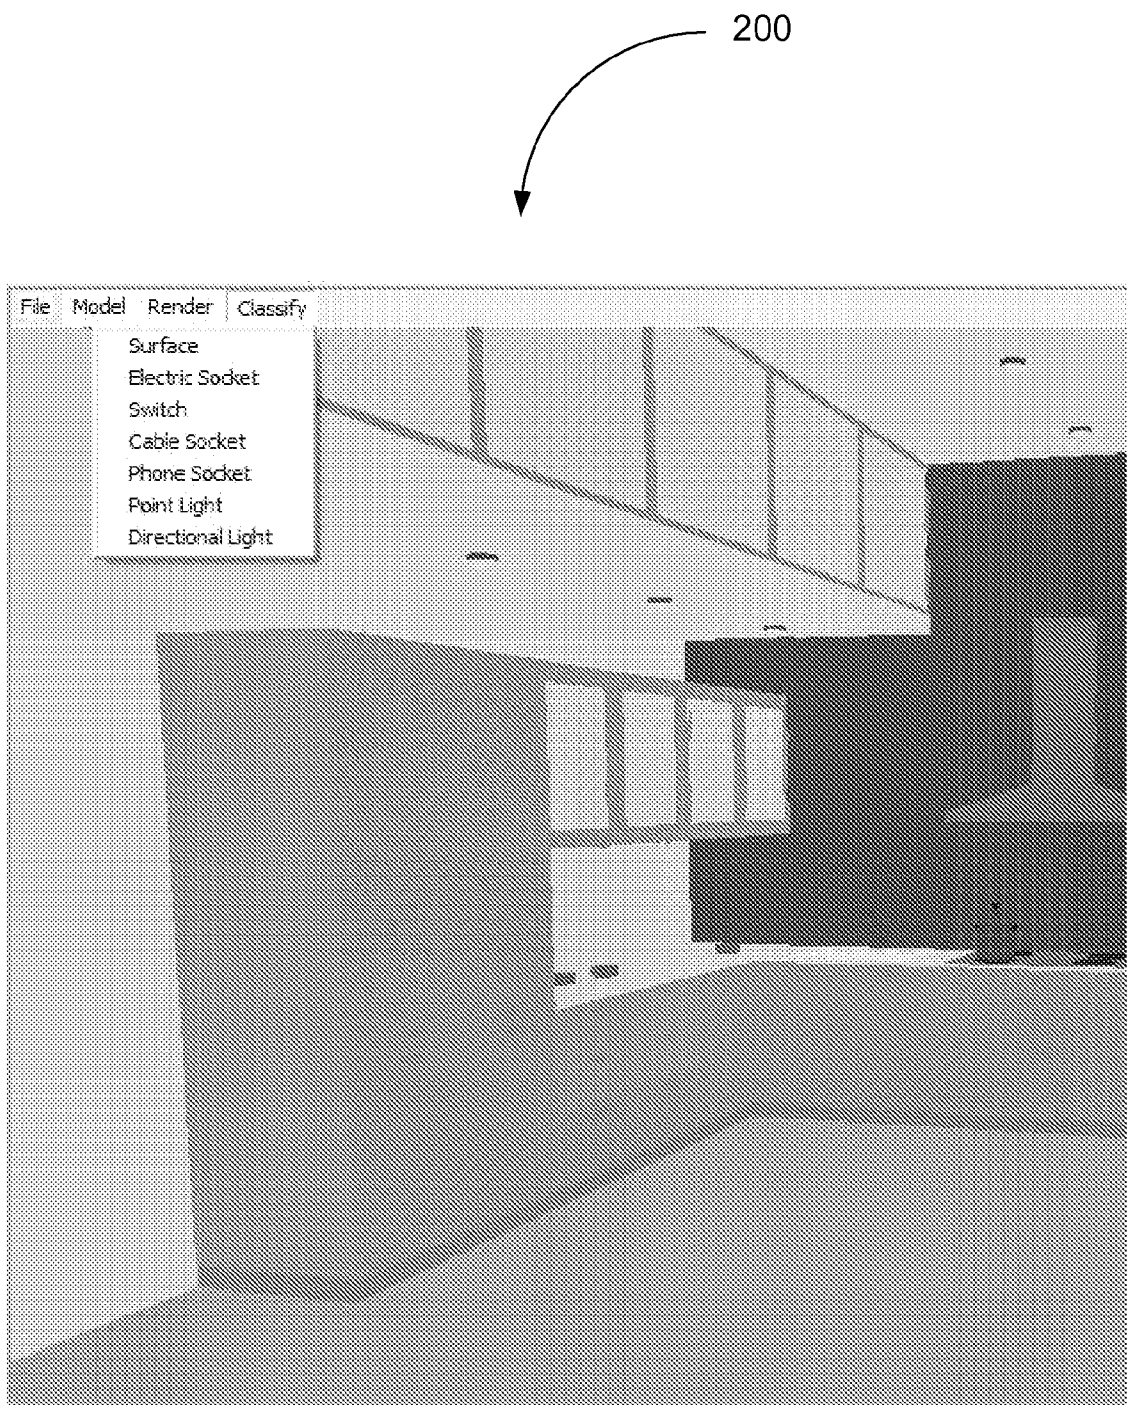 200
File Model Render Classify
Surface
Electric Socket
Switch
Cable Socket
Phone Socket
Point Light
Directional Light